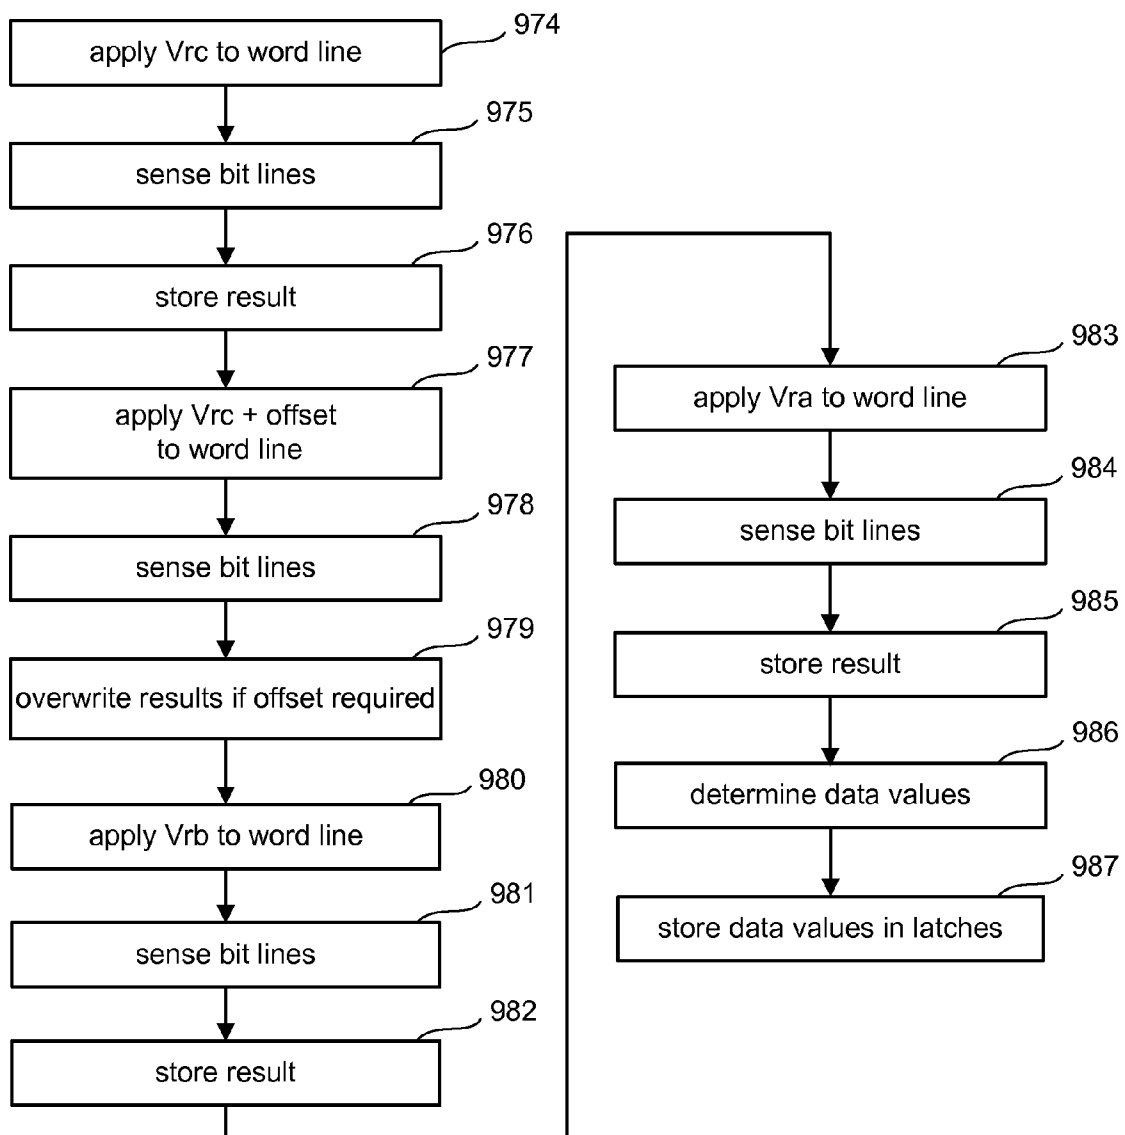 974
apply Vrc to word line
975
sense bit lines
976
store result
977
apply Vrc + offset
to word line
978
sense bit lines
979
overwrite results if offset required
980
apply Vrb to word line
981
sense bit lines
982
store result
983
apply Vra to word line
984
sense bit lines
985
store result
986
determine data values
987
store data values in latches